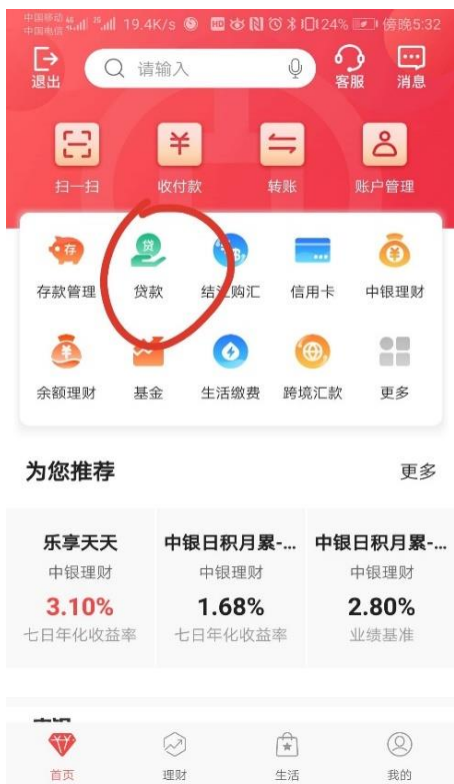 中国移动 46 26 19.4K/s HD 24% 傍晚5:32
中国电信
退出 请输入 客服 消息
扫一扫 收付款 转账 账户管理
存 贷
存款管理 贷款 结汇购汇 信用卡 中银理财
余额理财 基金 生活缴费 跨境汇款 更多
为您推荐 更多
乐享天天 中银日积月累-... 中银日积月累-...
中银理财 中银理财 中银理财
3.10% 1.68% 2.80%
七日年化收益率 七日年化收益率 业绩基准
首页 理财 生活 我的